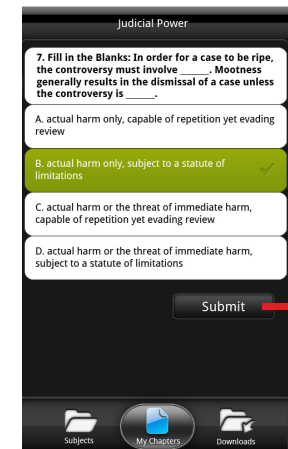 Judicial Power
7. Fill in the Blanks: In order for a case to be ripe,
the controversy must involve ______. Mootness
generally results in the dismissal of a case unless
the controversy is ______.
A. actual harm only, capable of repetition yet evading
review
B. actual harm only, subject to a statute of
limitations
C. actual harm or the threat of immediate harm,
capable of repetition yet evading review
D. actual harm or the threat of immediate harm,
subject to a statute of limitations
Submit
Subjects
My Chapters
Downloads